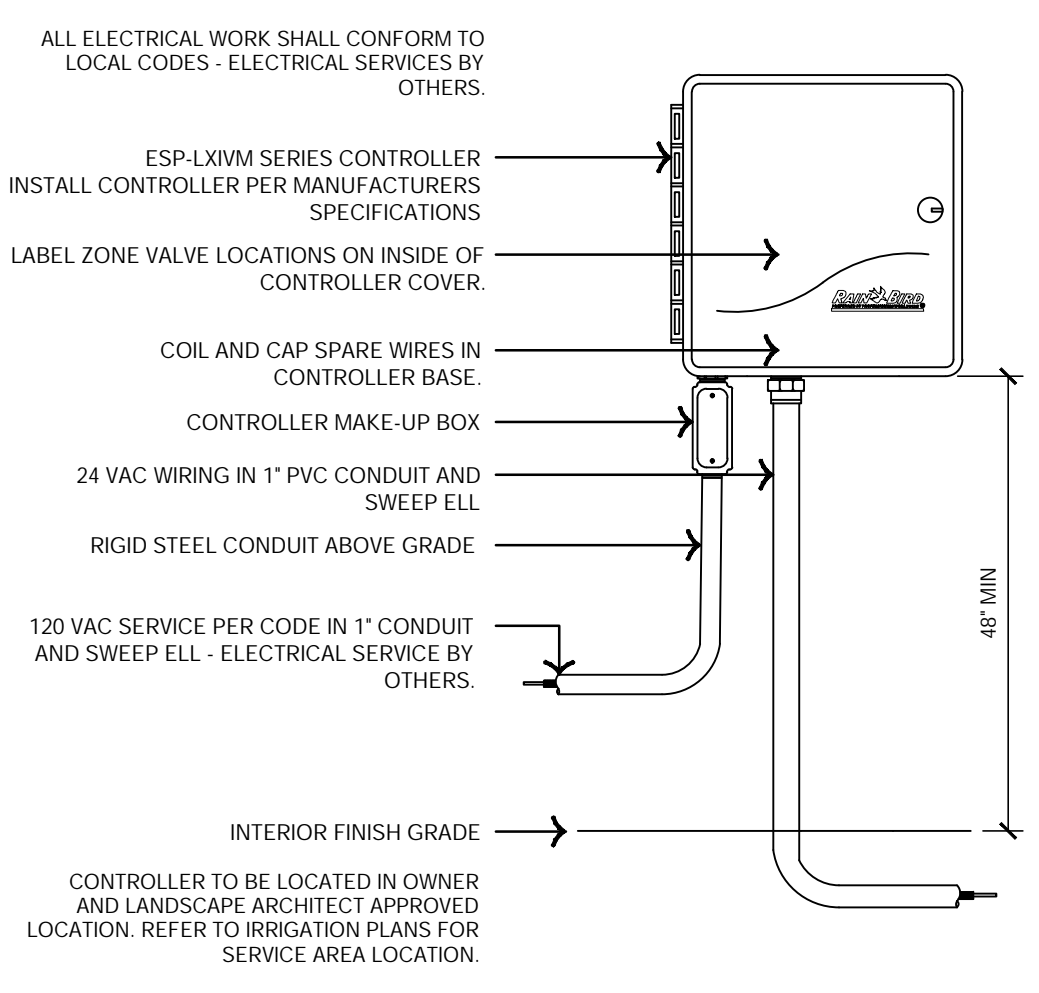 ALL ELECTRICAL WORK SHALL CONFORM TO
LOCAL CODES - ELECTRICAL SERVICES BY
OTHERS.
ESP-LXIVM SERIES CONTROLLER
INSTALL CONTROLLER PER MANUFACTURERS
SPECIFICATIONS
LABEL ZONE VALVE LOCATIONS ON INSIDE OF
CONTROLLER COVER.
RAIN BIRD
COIL AND CAP SPARE WIRES IN
CONTROLLER BASE.
CONTROLLER MAKE-UP BOX
24 VAC WIRING IN 1" PVC CONDUIT AND
SWEEP ELL
RIGID STEEL CONDUIT ABOVE GRADE
48" MIN
120 VAC SERVICE PER CODE IN 1" CONDUIT
AND SWEEP ELL - ELECTRICAL SERVICE BY
OTHERS.
INTERIOR FINISH GRADE
CONTROLLER TO BE LOCATED IN OWNER
AND LANDSCAPE ARCHITECT APPROVED
LOCATION. REFER TO IRRIGATION PLANS FOR
SERVICE AREA LOCATION.